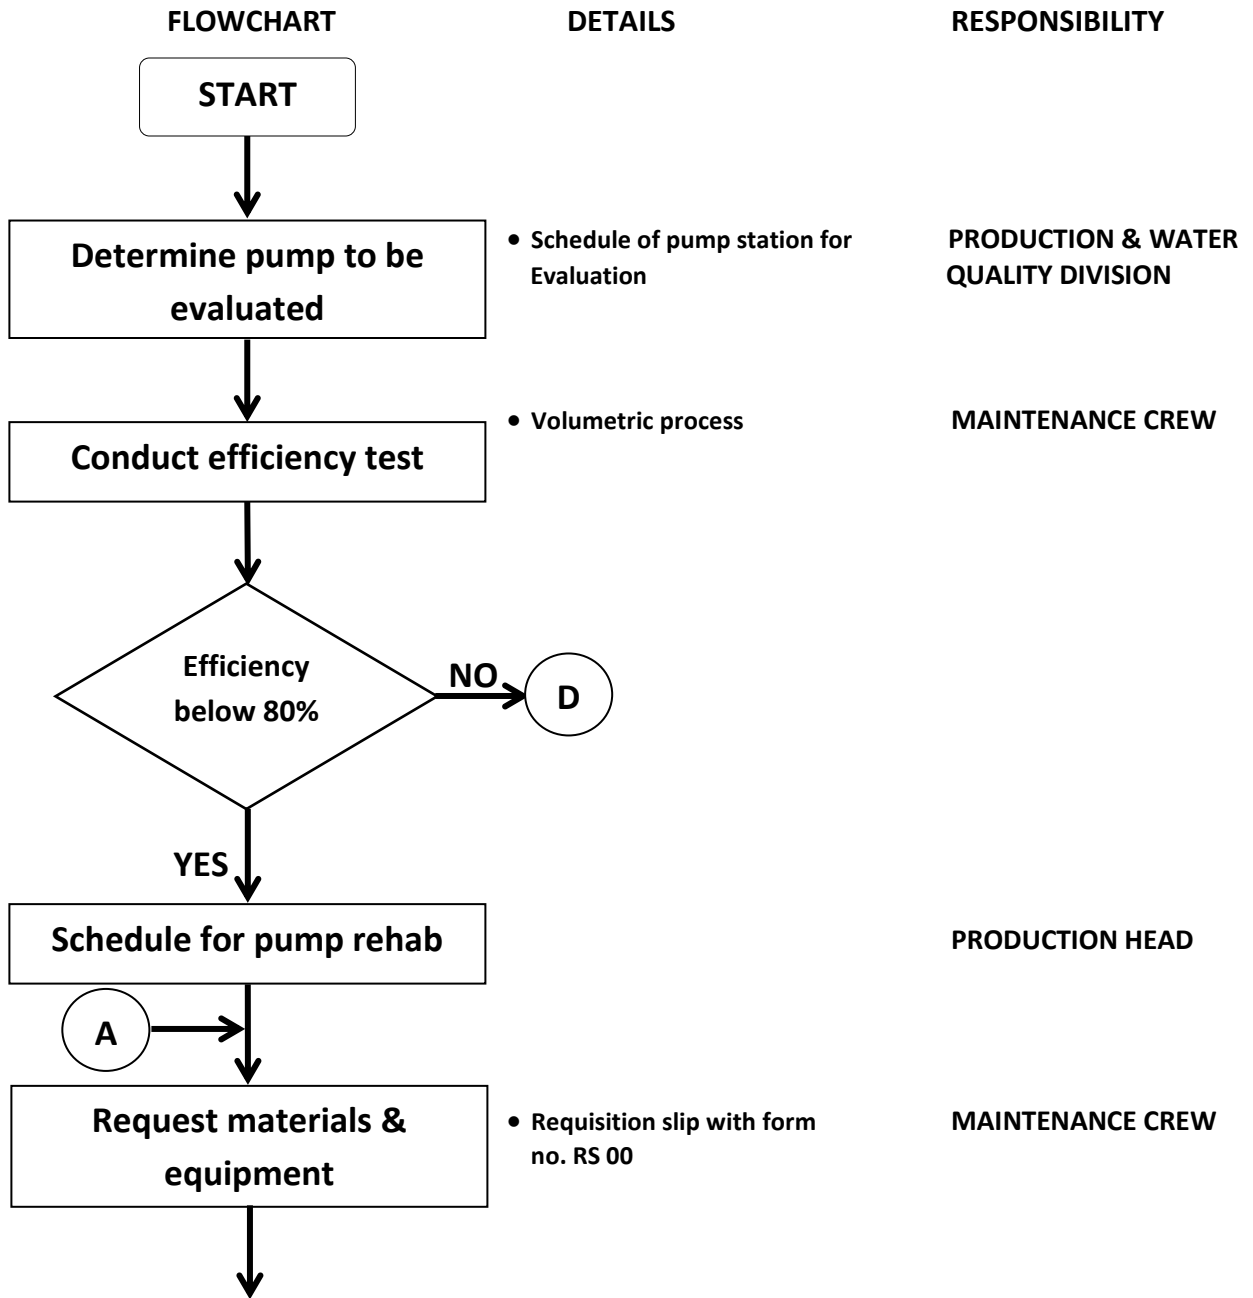 FLOWCHART DETAILS RESPONSIBILITY
START
Determine pump to be
evaluated
• Schedule of pump station for
Evaluation
PRODUCTION & WATER
QUALITY DIVISION
Conduct efficiency test
• Volumetric process
MAINTENANCE CREW
Efficiency
below 80%
NO
D
YES
Schedule for pump rehab
PRODUCTION HEAD
A
Request materials &
equipment
• Requisition slip with form
no. RS 00
MAINTENANCE CREW